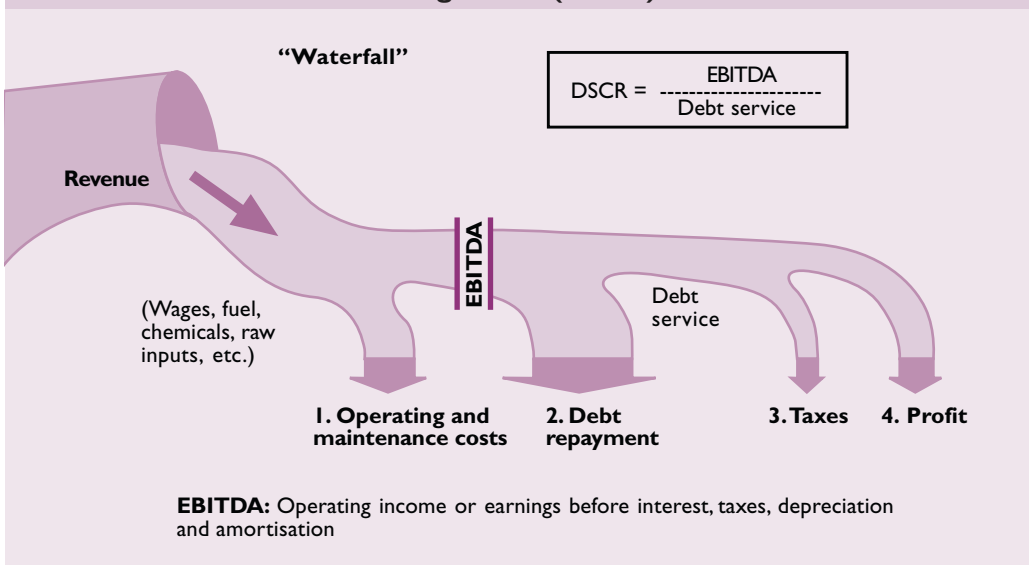 “Waterfall”
DSCR =
EBITDA
----------------------
Debt service
Revenue
EBITDA
(Wages, fuel,
chemicals, raw
inputs, etc.)
Debt
service
1. Operating and
maintenance costs
2. Debt
repayment
3. Taxes
4. Profit
EBITDA: Operating income or earnings before interest, taxes, depreciation
and amortisation